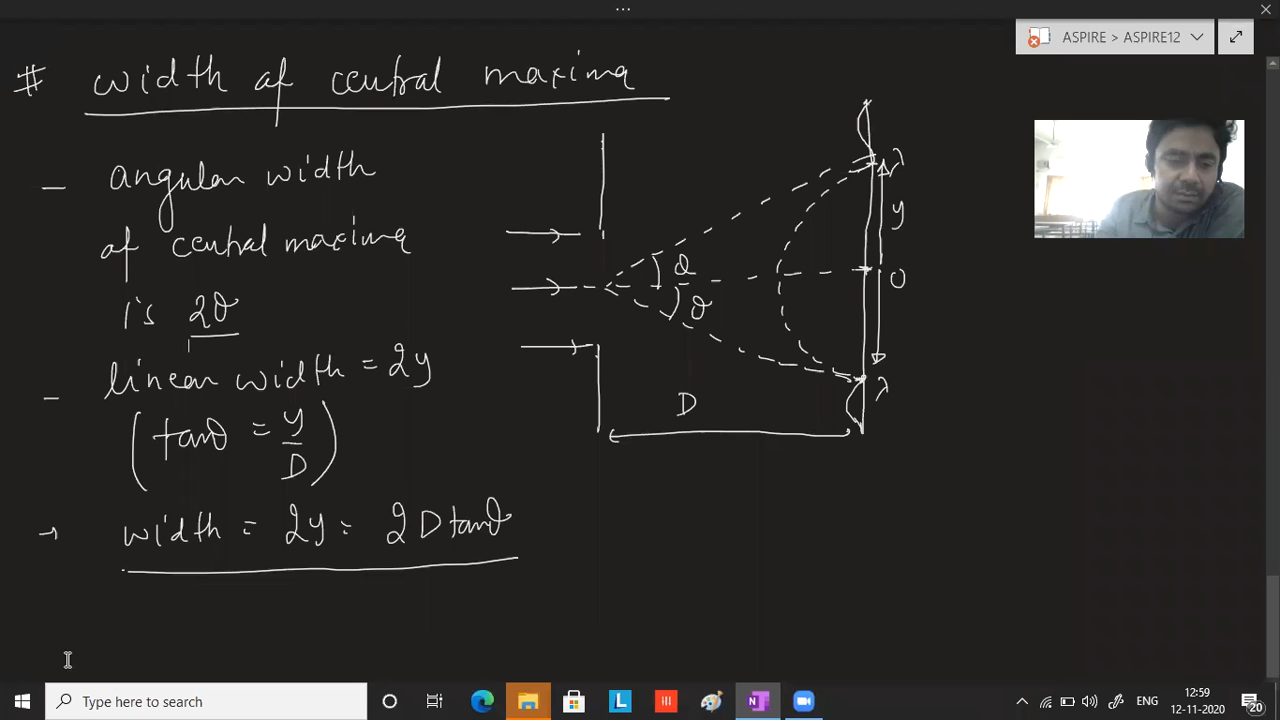 ASPIRE > ASPIRE12
# width of central maxima
– angular width
of central maxima
is 2θ
– linear width = 2y
(tanθ = y/D)
→ width = 2y = 2D tanθ
λ
y
θ
O
θ
λ
D
Type here to search
ENG
12:59
12-11-2020
20